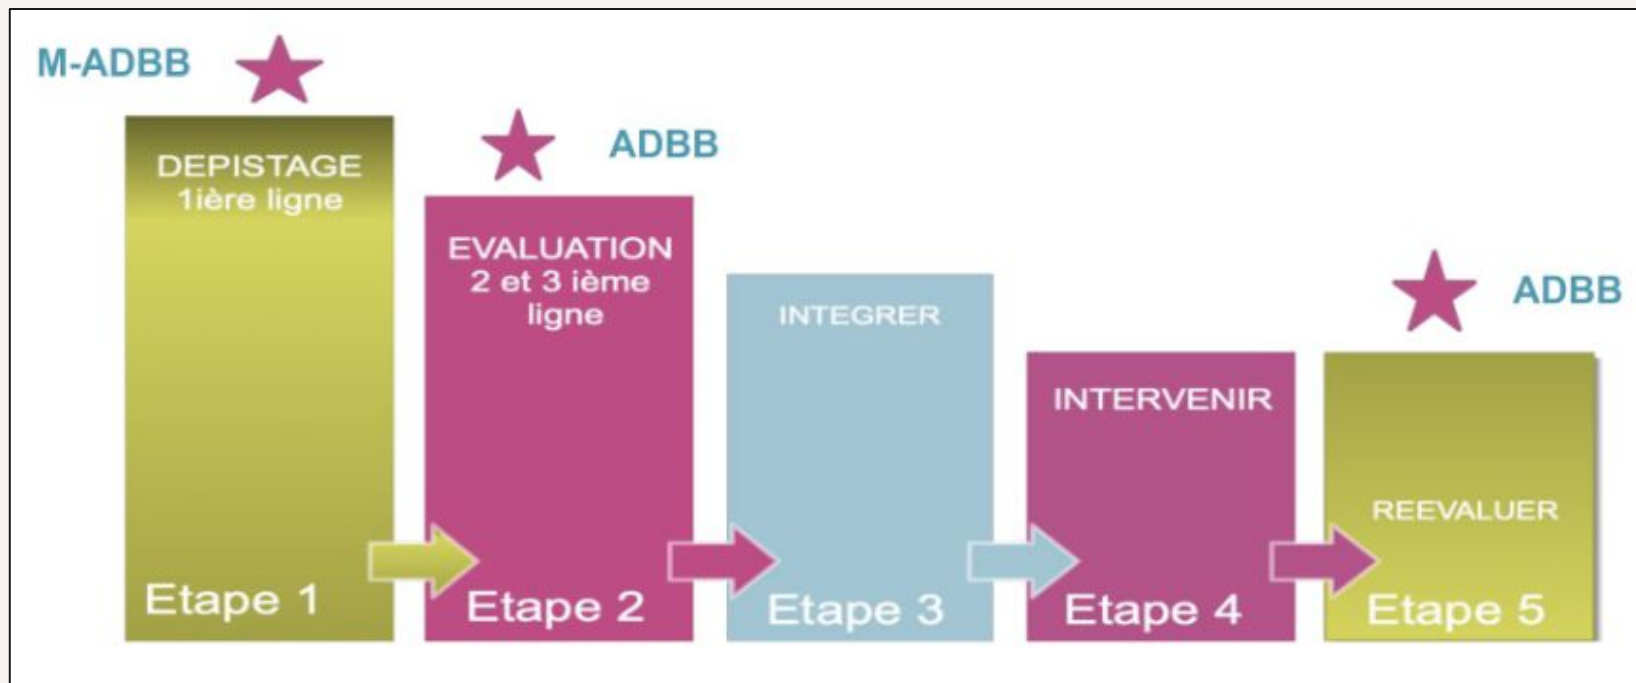 M-ADBB
DEPISTAGE
1ière ligne
Etape 1
ADBB
EVALUATION
2 et 3 ième
ligne
Etape 2
INTEGRER
Etape 3
INTERVENIR
Etape 4
ADBB
REEVALUER
Etape 5